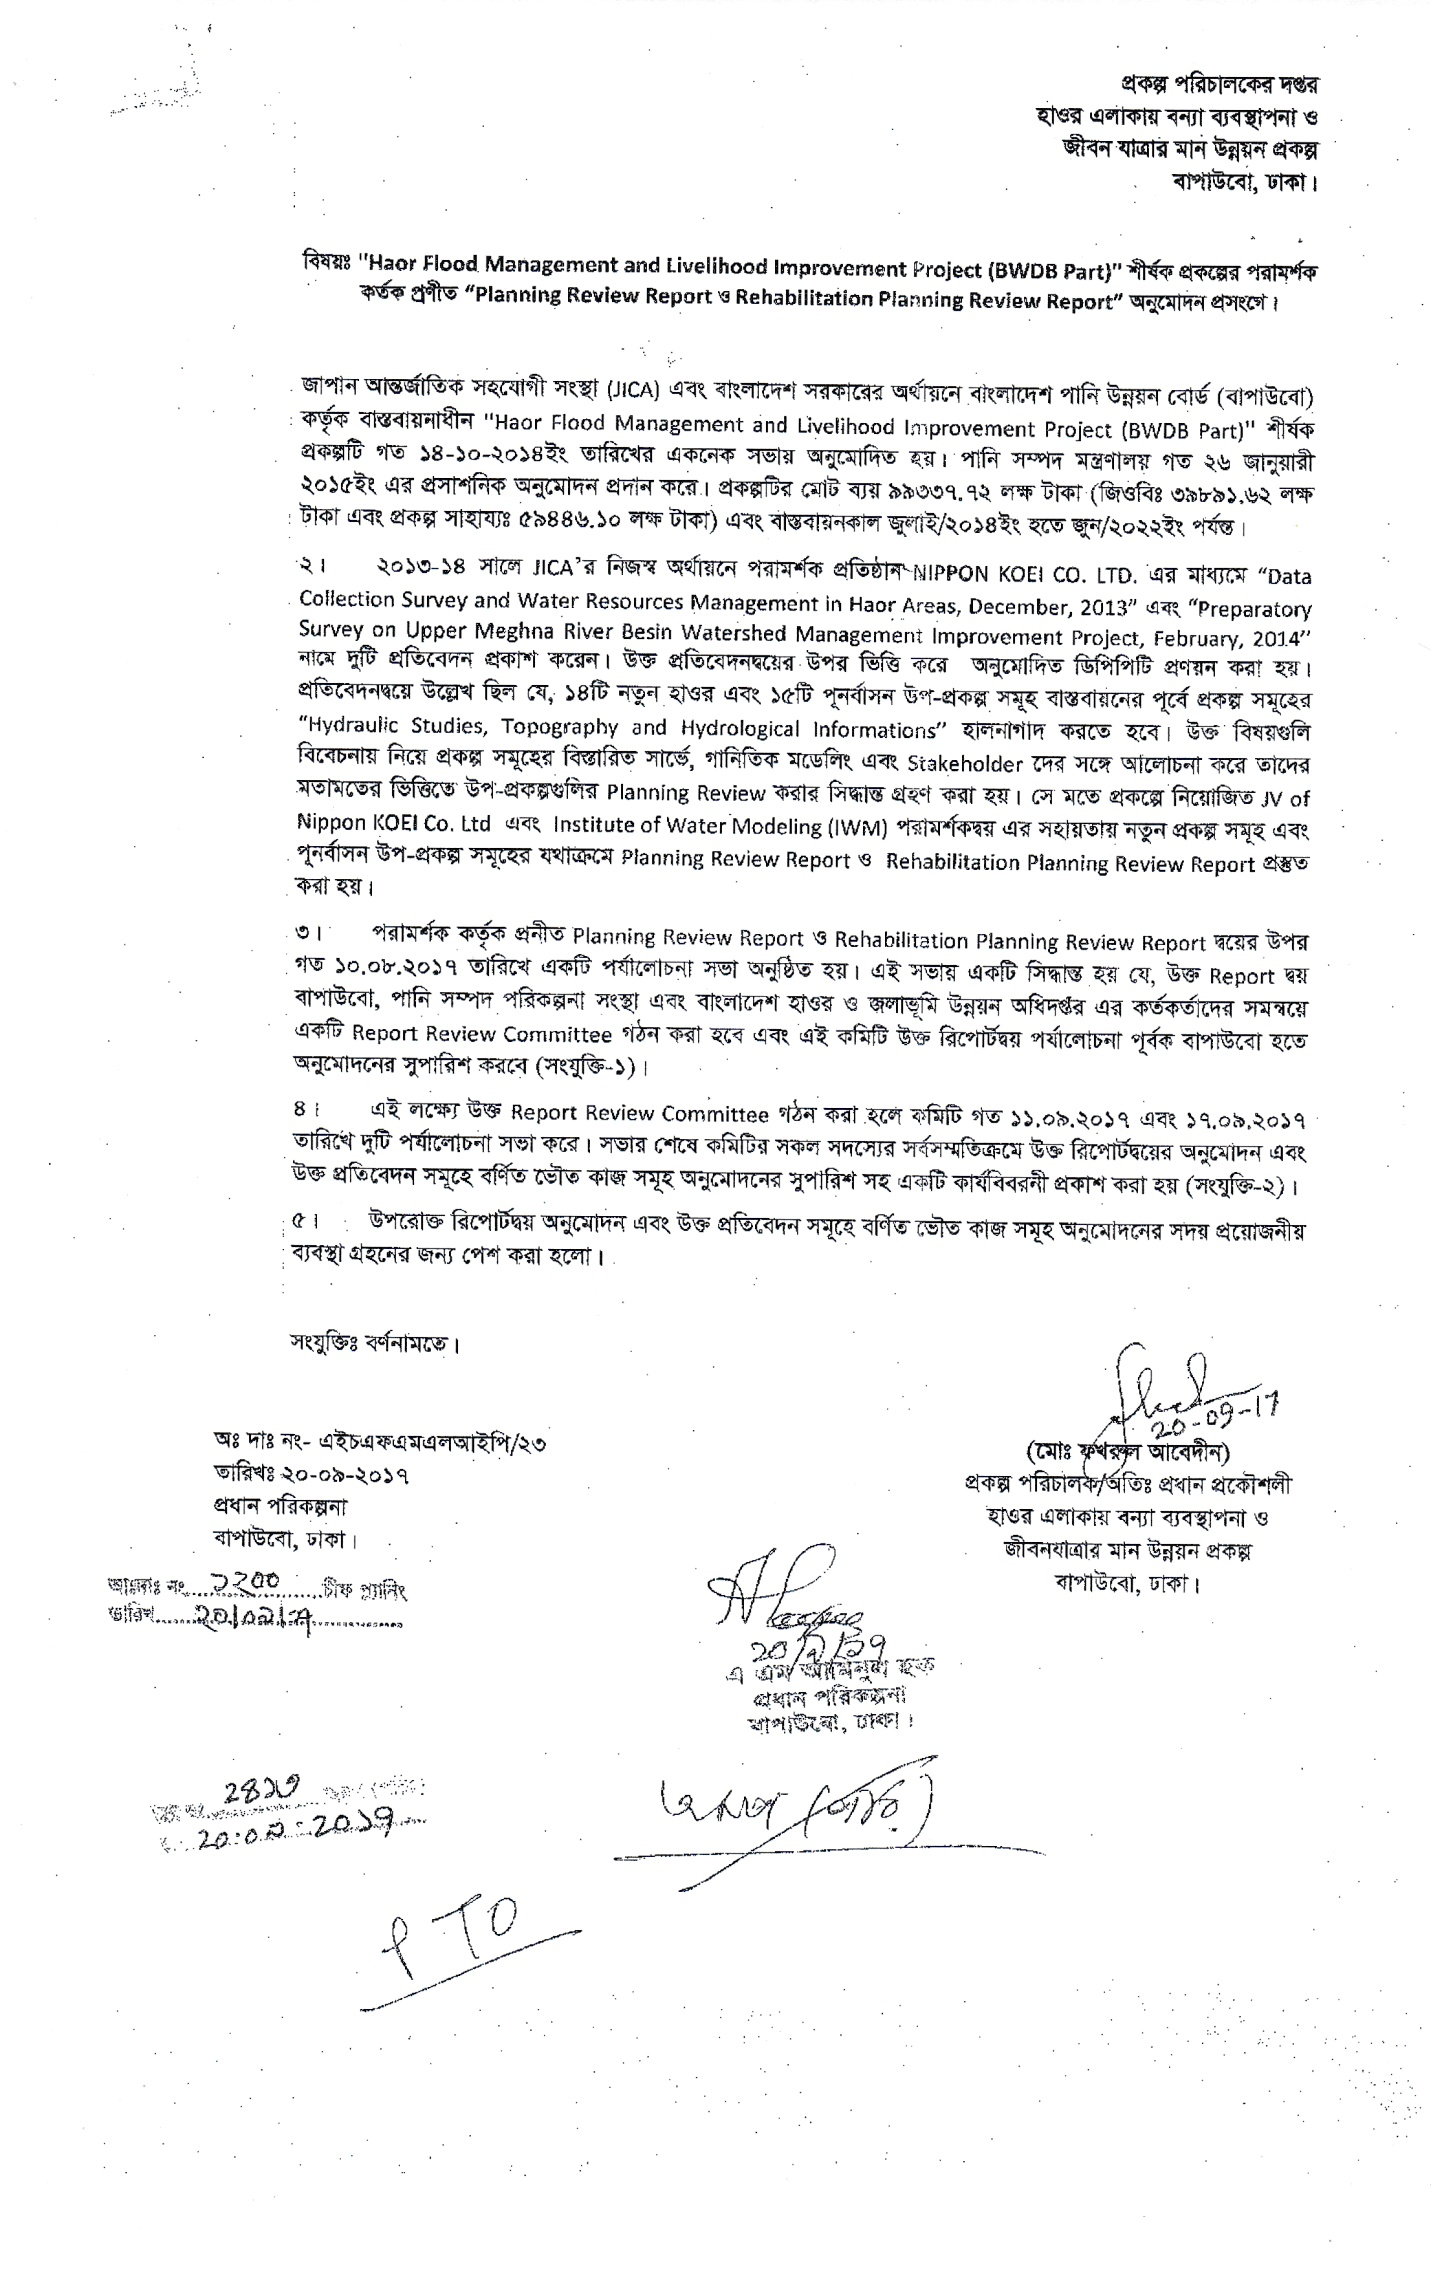 প্রকল্প পরিচালকের দপ্তর
হাওর এলাকায় বন্যা ব্যবস্থাপনা ও
জীবন যাত্রার মান উন্নয়ন প্রকল্প
বাপাউবো, ঢাকা।
বিষয়ঃ "Haor Flood Management and Livelihood Improvement Project (BWDB Part)" শীর্ষক প্রকল্পের পরামর্শক
কর্তক প্রণীত “Planning Review Report ও Rehabilitation Planning Review Report” অনুমোদন প্রসংগে।
জাপান আন্তর্জাতিক সহযোগী সংস্থা (JICA) এবং বাংলাদেশ সরকারের অর্থায়নে বাংলাদেশ পানি উন্নয়ন বোর্ড (বাপাউবো)
কর্তৃক বাস্তবায়নাধীন "Haor Flood Management and Livelihood Improvement Project (BWDB Part)" শীর্ষক
প্রকল্পটি গত ১৪-১০-২০১৪ইং তারিখের একনেক সভায় অনুমোদিত হয়। পানি সম্পদ মন্ত্রণালয় গত ২৬ জানুয়ারী
২০১৫ইং এর প্রসাশনিক অনুমোদন প্রদান করে। প্রকল্পটির মোট ব্যয় ৯৯৩৩৭.৭২ লক্ষ টাকা (জিওবিঃ ৩৯৮৯১.৬২ লক্ষ
টাকা এবং প্রকল্প সাহায্যঃ ৫৯৪৪৬.১০ লক্ষ টাকা) এবং বাস্তবায়নকাল জুলাই/২০১৪ইং হতে জুন/২০২২ইং পর্যন্ত।
২। ২০১৩-১৪ সালে JICA’র নিজস্ব অর্থায়নে পরামর্শক প্রতিষ্ঠান NIPPON KOEI CO. LTD. এর মাধ্যমে “Data
Collection Survey and Water Resources Management in Haor Areas, December, 2013” এবং “Preparatory
Survey on Upper Meghna River Besin Watershed Management Improvement Project, February, 2014”
নামে দুটি প্রতিবেদন প্রকাশ করেন। উক্ত প্রতিবেদনদ্বয়ের উপর ভিত্তি করে অনুমোদিত ডিপিপিটি প্রণয়ন করা হয়।
প্রতিবেদনদ্বয়ে উল্লেখ ছিল যে, ১৪টি নতুন হাওর এবং ১৫টি পূনর্বাসন উপ-প্রকল্প সমূহ বাস্তবায়নের পূর্বে প্রকল্প সমূহের
“Hydraulic Studies, Topography and Hydrological Informations” হালনাগাদ করতে হবে। উক্ত বিষয়গুলি
বিবেচনায় নিয়ে প্রকল্প সমূহের বিস্তারিত সার্ভে, গানিতিক মডেলিং এবং Stakeholder দের সঙ্গে আলোচনা করে তাদের
মতামতের ভিত্তিতে উপ-প্রকল্পগুলির Planning Review করার সিদ্ধান্ত গ্রহণ করা হয়। সে মতে প্রকল্পে নিয়োজিত JV of
Nippon KOEI Co. Ltd এবং Institute of Water Modeling (IWM) পরামর্শকদ্বয় এর সহায়তায় নতুন প্রকল্প সমূহ এবং
পূনর্বাসন উপ-প্রকল্প সমূহের যথাক্রমে Planning Review Report ও Rehabilitation Planning Review Report প্রস্তুত
করা হয়।
৩। পরামর্শক কর্তৃক প্রনীত Planning Review Report ও Rehabilitation Planning Review Report দ্বয়ের উপর
গত ১০.০৮.২০১৭ তারিখে একটি পর্যালোচনা সভা অনুষ্ঠিত হয়। এই সভায় একটি সিদ্ধান্ত হয় যে, উক্ত Report দ্বয়
বাপাউবো, পানি সম্পদ পরিকল্পনা সংস্থা এবং বাংলাদেশ হাওর ও জলাভূমি উন্নয়ন অধিদপ্তর এর কর্তকর্তাদের সমন্বয়ে
একটি Report Review Committee গঠন করা হবে এবং এই কমিটি উক্ত রিপোর্টদ্বয় পর্যালোচনা পূর্বক বাপাউবো হতে
অনুমোদনের সুপারিশ করবে (সংযুক্তি-১)।
৪। এই লক্ষ্যে উক্ত Report Review Committee গঠন করা হলে কমিটি গত ১১.০৯.২০১৭ এবং ১৭.০৯.২০১৭
তারিখে দুটি পর্যালোচনা সভা করে। সভার শেষে কমিটির সকল সদস্যের সর্বসম্মতিক্রমে উক্ত রিপোর্টদ্বয়ের অনুমোদন এবং
উক্ত প্রতিবেদন সমূহে বর্ণিত ভৌত কাজ সমূহ অনুমোদনের সুপারিশ সহ একটি কার্যবিবরনী প্রকাশ করা হয় (সংযুক্তি-২)।
৫। উপরোক্ত রিপোর্টদ্বয় অনুমোদন এবং উক্ত প্রতিবেদন সমূহে বর্ণিত ভৌত কাজ সমূহ অনুমোদনের সদয় প্রয়োজনীয়
ব্যবস্থা গ্রহনের জন্য পেশ করা হলো।
সংযুক্তিঃ বর্ণনামতে।
20-09-17
(মোঃ ফখরুল আবেদীন)
প্রকল্প পরিচালক/অতিঃ প্রধান প্রকৌশলী
হাওর এলাকায় বন্যা ব্যবস্থাপনা ও
জীবনযাত্রার মান উন্নয়ন প্রকল্প
বাপাউবো, ঢাকা।
অঃ দাঃ নং- এইচএফএমএলআইপি/২৩
তারিখঃ ২০-০৯-২০১৭
প্রধান পরিকল্পনা
বাপাউবো, ঢাকা।
নং ১২০০ চীফ প্ল্যানিং
তারিখ ২০/০৯/১৭
২০/৯/১৭
এ এম আমিনুল হক
প্রধান পরিকল্পনা
বাপাউবো, ঢাকা।
২৪১৩
২০.০৯.২০১৭
PTO